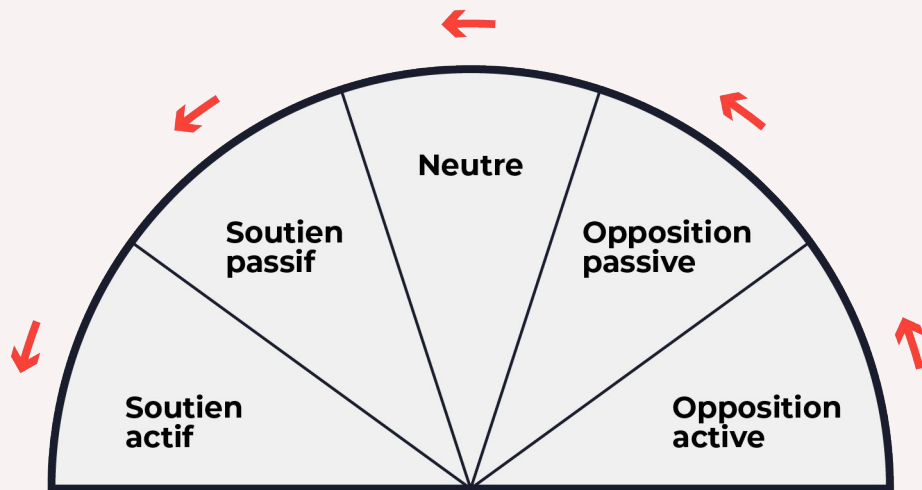 Neutre
Soutien
passif
Opposition
passive
Soutien
actif
Opposition
active